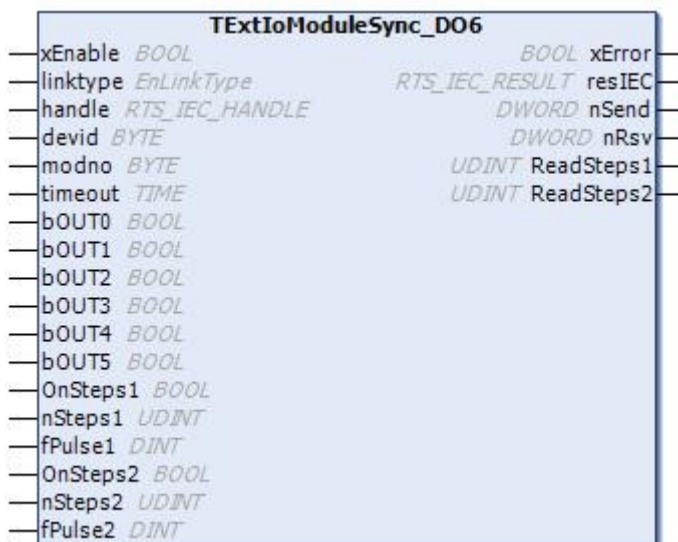 TExtIoModuleSync_DO6
xEnable BOOL BOOL xError
linktype EnLinkType RTS_IEC_RESULT resIEC
handle RTS_IEC_HANDLE DWORD nSend
devid BYTE DWORD nRsv
modno BYTE UDINT ReadSteps1
timeout TIME UDINT ReadSteps2
bOUT0 BOOL
bOUT1 BOOL
bOUT2 BOOL
bOUT3 BOOL
bOUT4 BOOL
bOUT5 BOOL
OnSteps1 BOOL
nSteps1 UDINT
fPulse1 DINT
OnSteps2 BOOL
nSteps2 UDINT
fPulse2 DINT